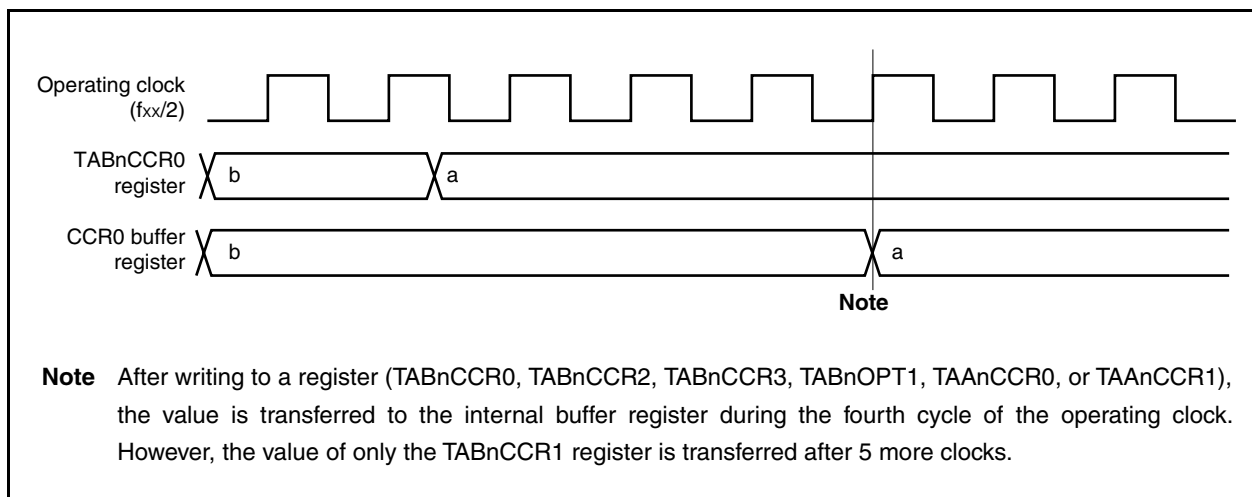 Operating clock
(fxx/2)
TABnCCR0
register
b
a
CCR0 buffer
register
b
a
Note
Note After writing to a register (TABnCCR0, TABnCCR2, TABnCCR3, TABnOPT1, TAAnCCR0, or TAAnCCR1),
the value is transferred to the internal buffer register during the fourth cycle of the operating clock.
However, the value of only the TABnCCR1 register is transferred after 5 more clocks.